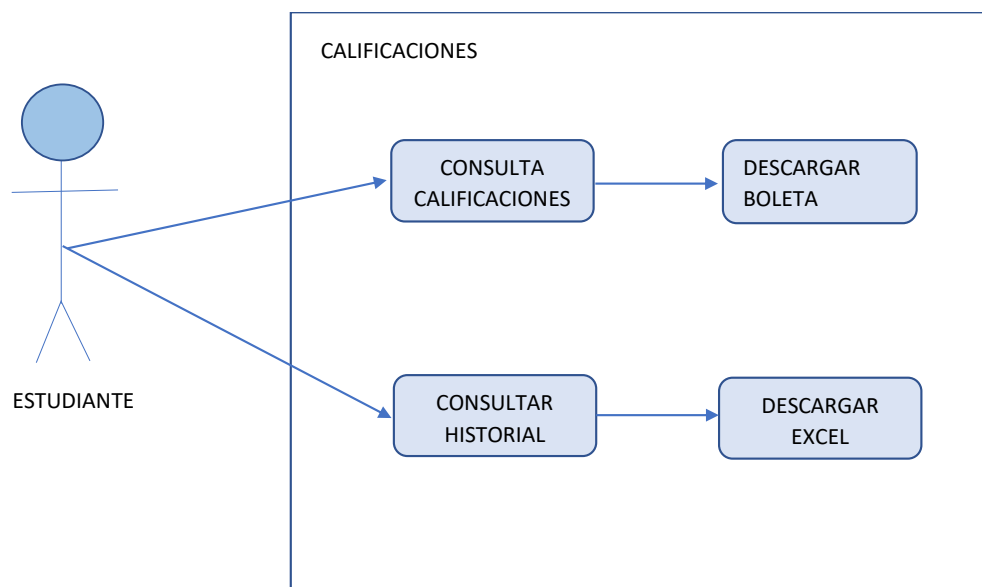 CALIFICACIONES
CONSULTA
CALIFICACIONES
DESCARGAR
BOLETA
ESTUDIANTE
CONSULTAR
HISTORIAL
DESCARGAR
EXCEL